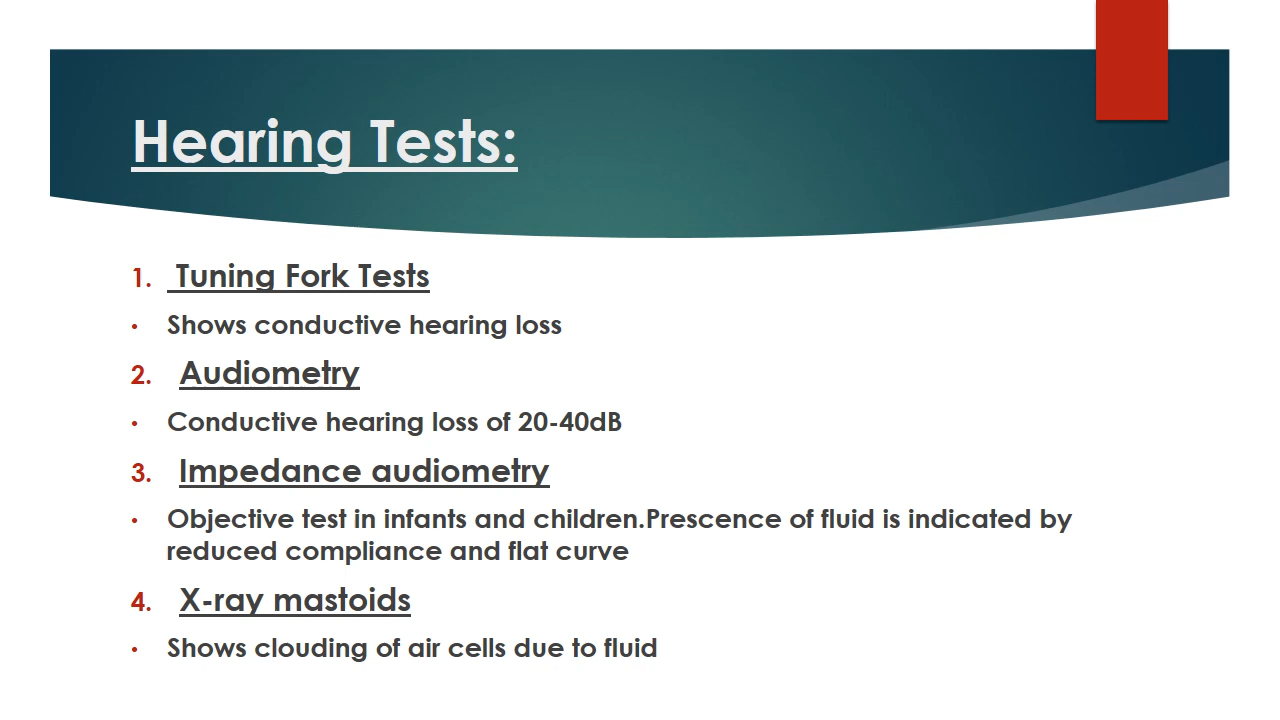 Hearing Tests:
1. Tuning Fork Tests
• Shows conductive hearing loss
2. Audiometry
• Conductive hearing loss of 20-40dB
3. Impedance audiometry
• Objective test in infants and children.Prescence of fluid is indicated by
reduced compliance and flat curve
4. X-ray mastoids
• Shows clouding of air cells due to fluid